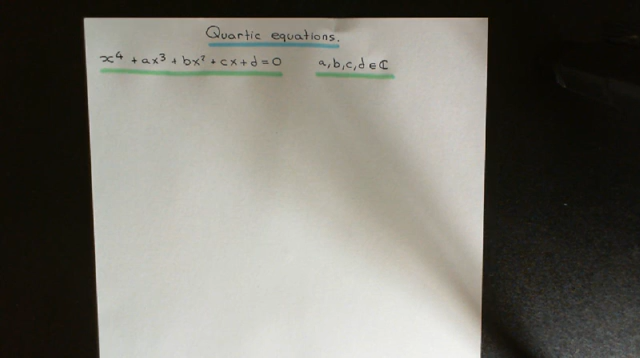 Quartic equations.
x⁴ + ax³ + bx² + cx + d = 0 a, b, c, d ∈ ℂ